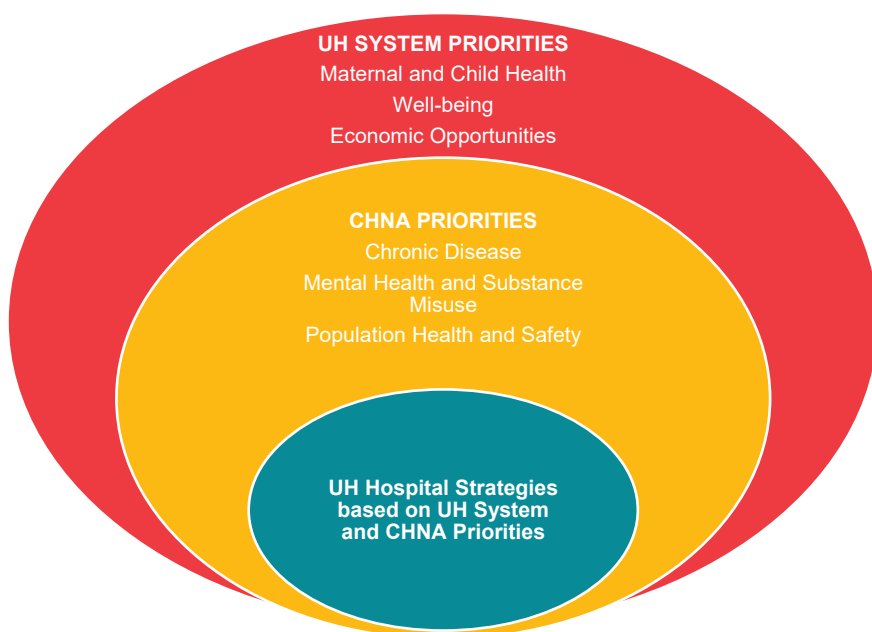 UH SYSTEM PRIORITIES
Maternal and Child Health
Well-being
Economic Opportunities
CHNA PRIORITIES
Chronic Disease
Mental Health and Substance
Misuse
Population Health and Safety
UH Hospital Strategies
based on UH System
and CHNA Priorities